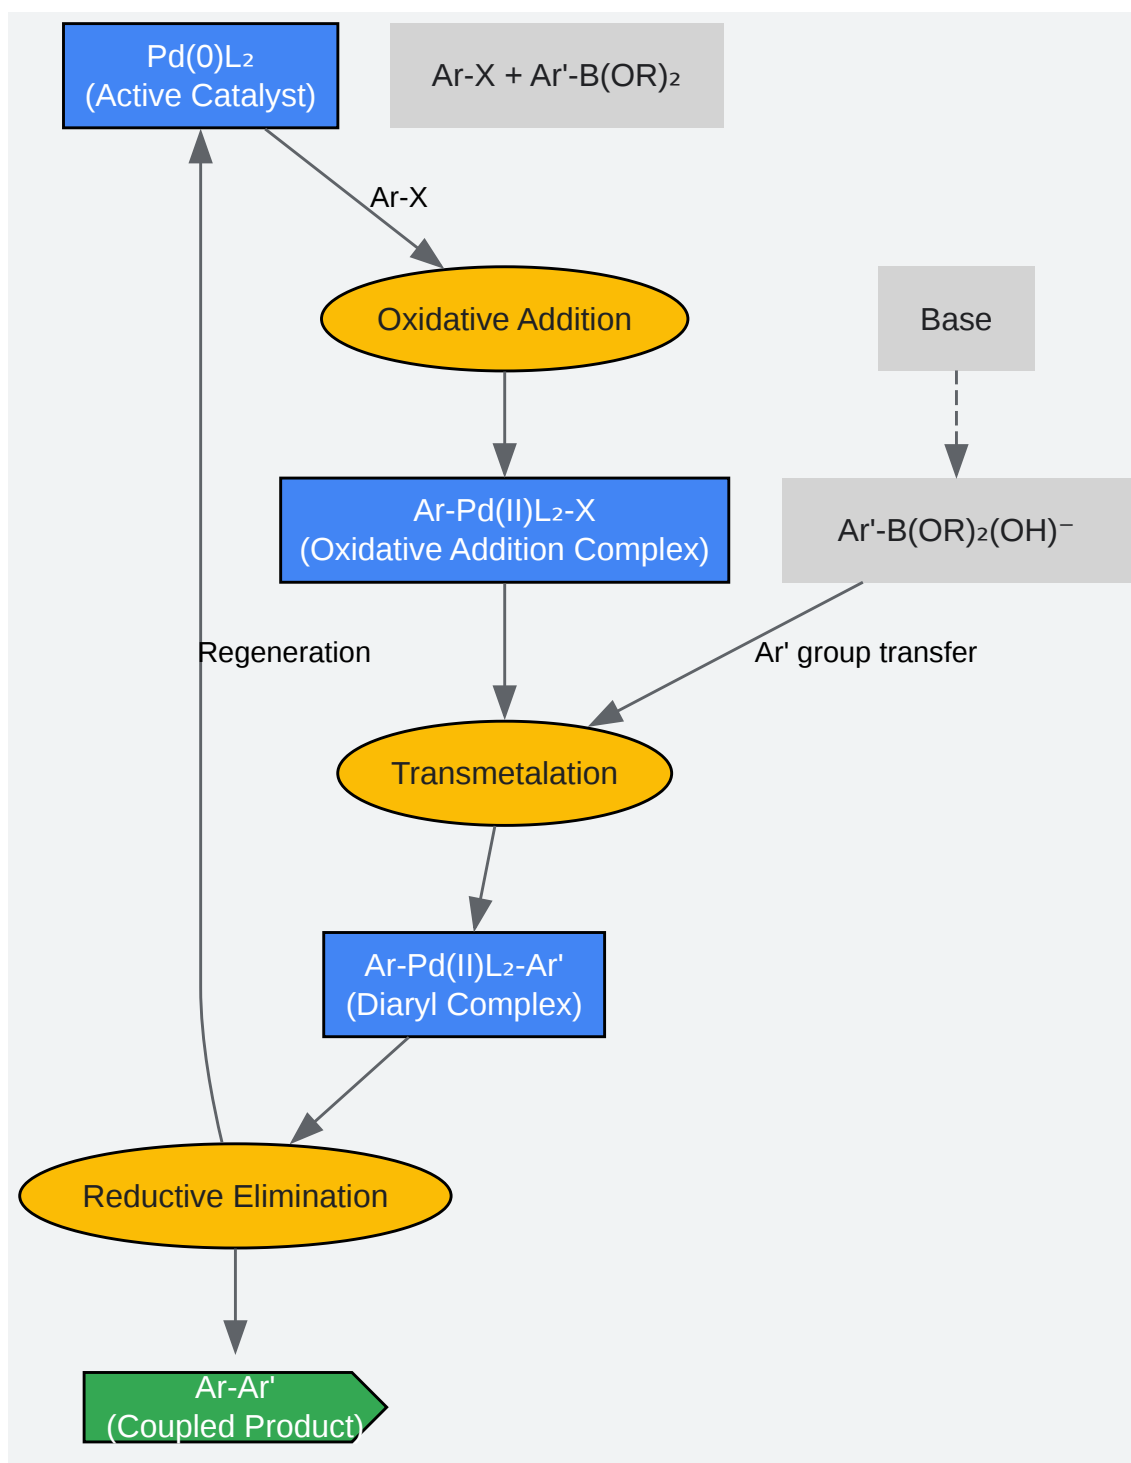 Pd(0)L₂
(Active Catalyst)
Ar-X + Ar'-B(OR)₂
Ar-X
Oxidative Addition
Base
Ar-Pd(II)L₂-X
(Oxidative Addition Complex)
Ar'-B(OR)₂(OH)⁻
Regeneration
Ar' group transfer
Transmetalation
Ar-Pd(II)L₂-Ar'
(Diaryl Complex)
Reductive Elimination
Ar-Ar'
(Coupled Product)